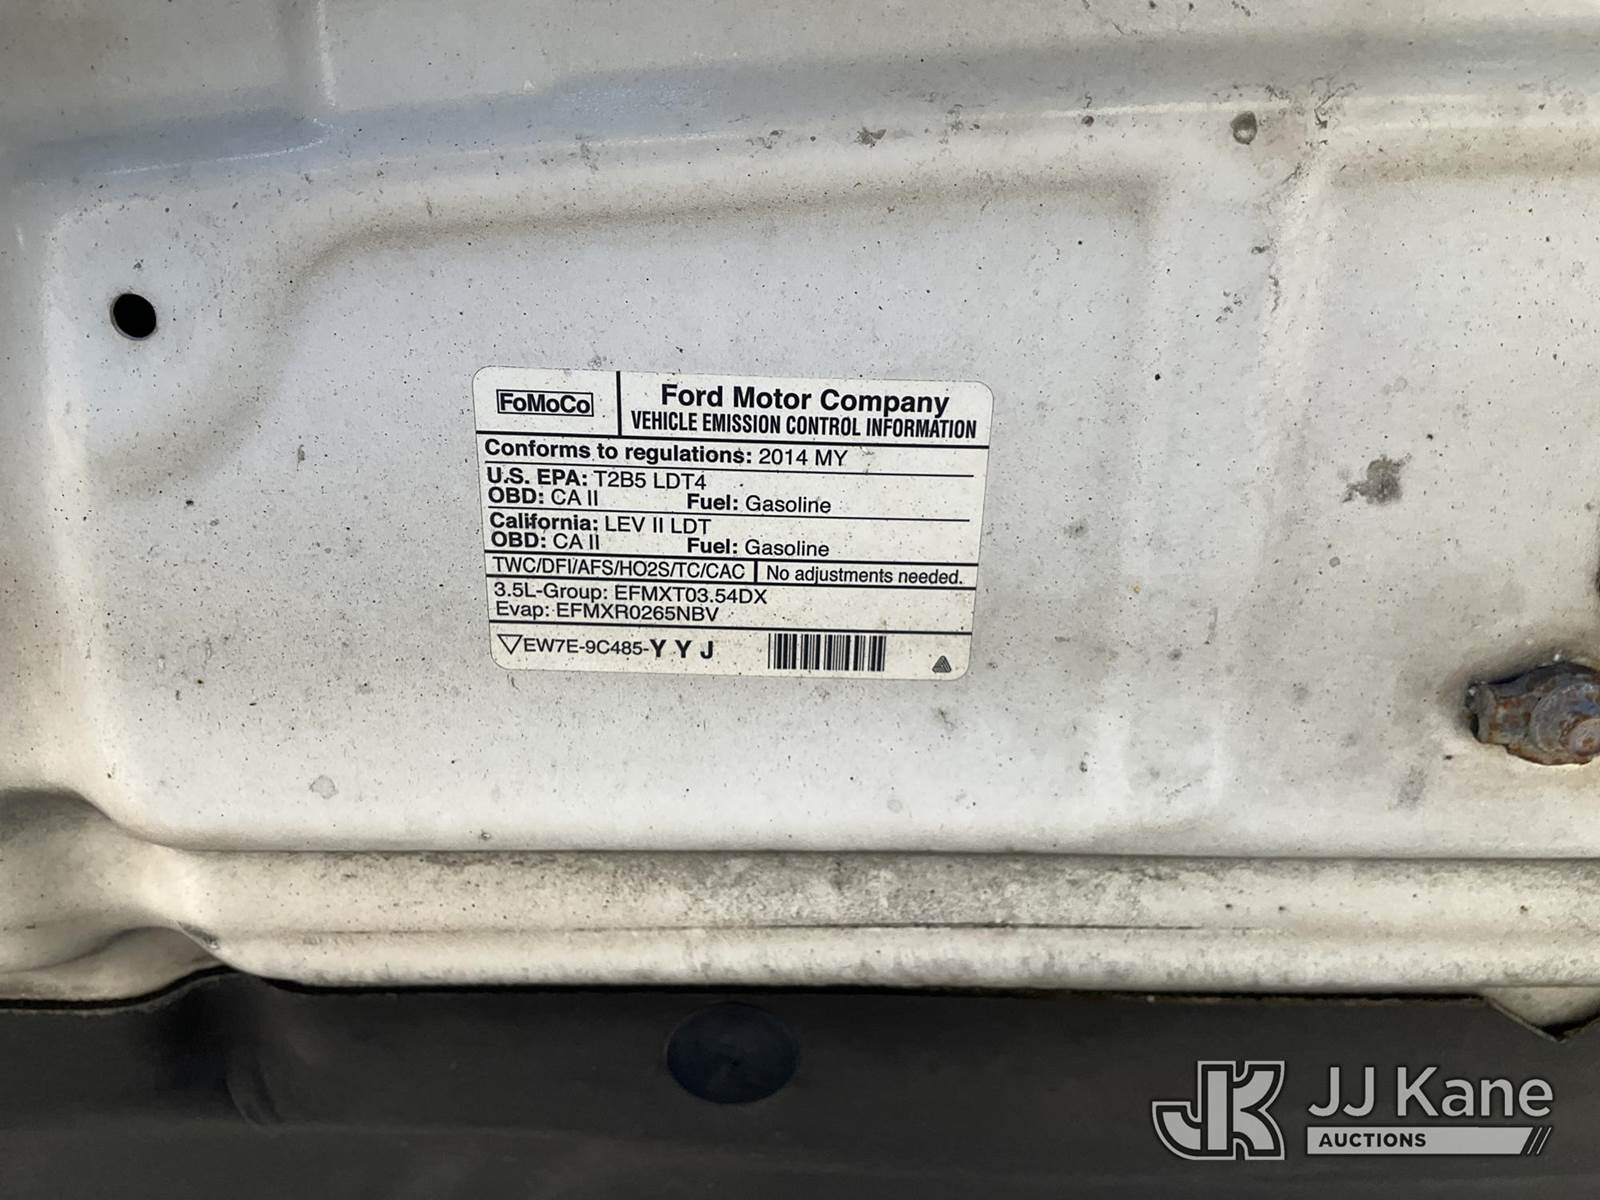 FoMoCo
Ford Motor Company
VEHICLE EMISSION CONTROL INFORMATION
Conforms to regulations: 2014 MY
U.S. EPA: T2B5 LDT4
OBD: CA II Fuel: Gasoline
California: LEV II LDT
OBD: CA II Fuel: Gasoline
TWC/DFI/AFS/HO2S/TC/CAC No adjustments needed.
3.5L-Group: EFMXT03.54DX
Evap: EFMXR0265NBV
EW7E-9C485-Y Y J
JK JJ Kane
AUCTIONS